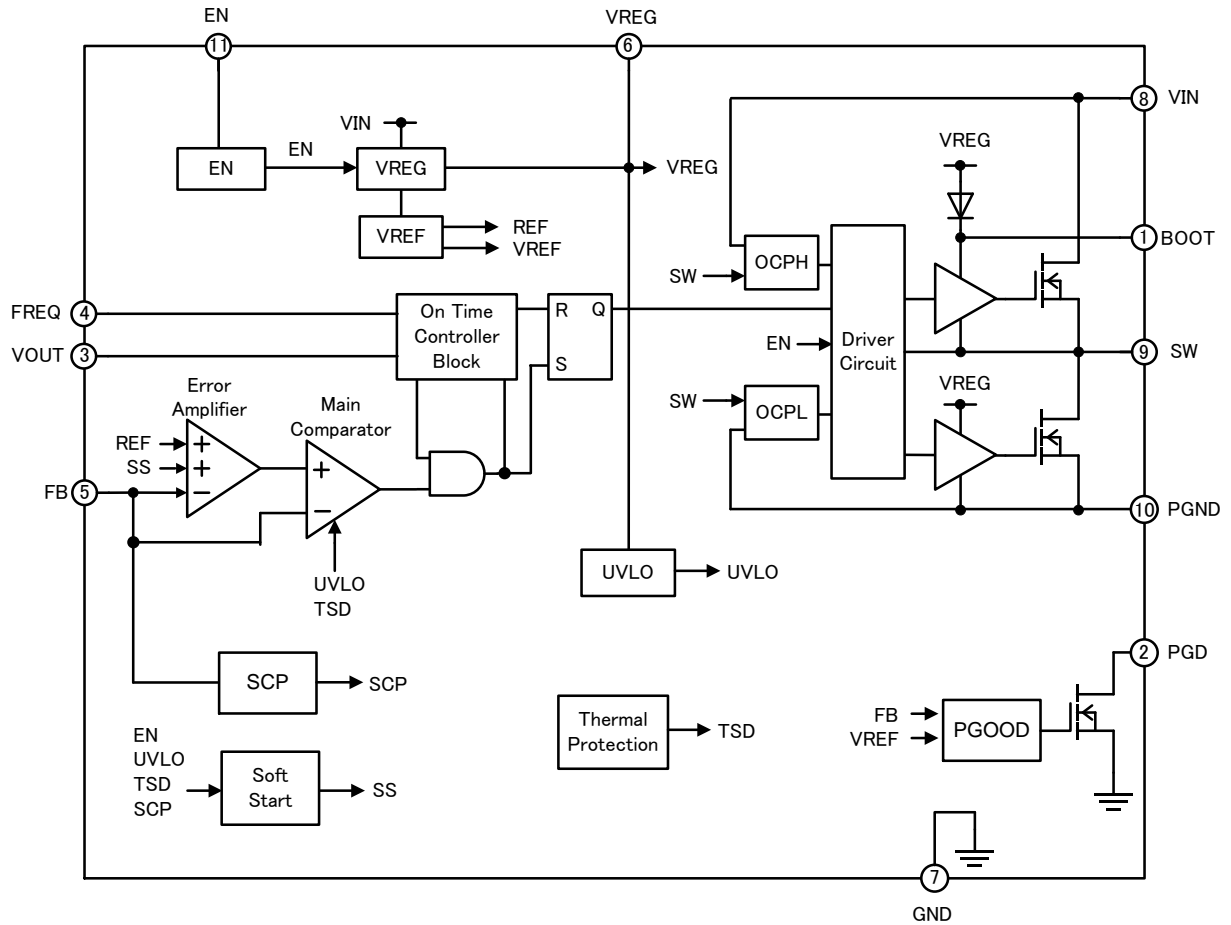 EN
VREG
11
6
8
VIN
VIN
EN
VREG
EN
VREG
VREG
VREF
REF
VREF
1
BOOT
OCPH
SW
FREQ
4
On Time
Controller
Block
R
Q
S
VOUT
3
EN
Driver
Circuit
9
SW
Error
Amplifier
Main
Comparator
SW
OCPL
VREG
REF
SS
+
+
−
+
−
FB
5
10
PGND
UVLO
TSD
UVLO
UVLO
2
PGD
SCP
SCP
Thermal
Protection
TSD
FB
VREF
PGOOD
EN
UVLO
TSD
SCP
Soft
Start
SS
7
GND